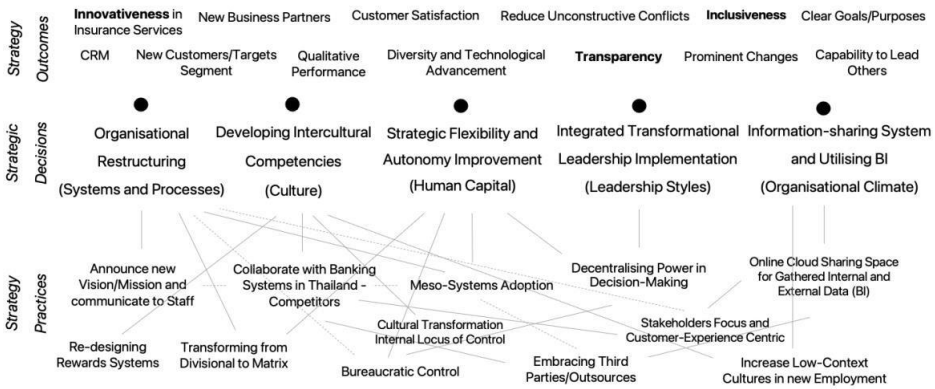 Strategy
Outcomes
Innovativeness in
Insurance Services
New Business Partners
Customer Satisfaction
Reduce Unconstructive Conflicts
Inclusiveness
Clear Goals/Purposes
CRM
New Customers/Targets
Segment
Qualitative
Performance
Diversity and Technological
Advancement
Transparency
Prominent Changes
Capability to Lead
Others
Strategic
Decisions
Organisational
Restructuring
(Systems and Processes)
Developing Intercultural
Competencies
(Culture)
Strategic Flexibility and
Autonomy Improvement
(Human Capital)
Integrated Transformational
Leadership Implementation
(Leadership Styles)
Information-sharing System
and Utilising BI
(Organisational Climate)
Strategy
Practices
Announce new
Vision/Mission and
communicate to Staff
Collaborate with Banking
Systems in Thailand -
Competitors
Meso-Systems Adoption
Decentralising Power in
Decision-Making
Online Cloud Sharing Space
for Gathered Internal and
External Data (BI)
Re-designing
Rewards Systems
Transforming from
Divisional to Matrix
Cultural Transformation
Internal Locus of Control
Bureaucratic Control
Stakeholders Focus and
Customer-Experience Centric
Embracing Third
Parties/Outsources
Increase Low-Context
Cultures in new Employment